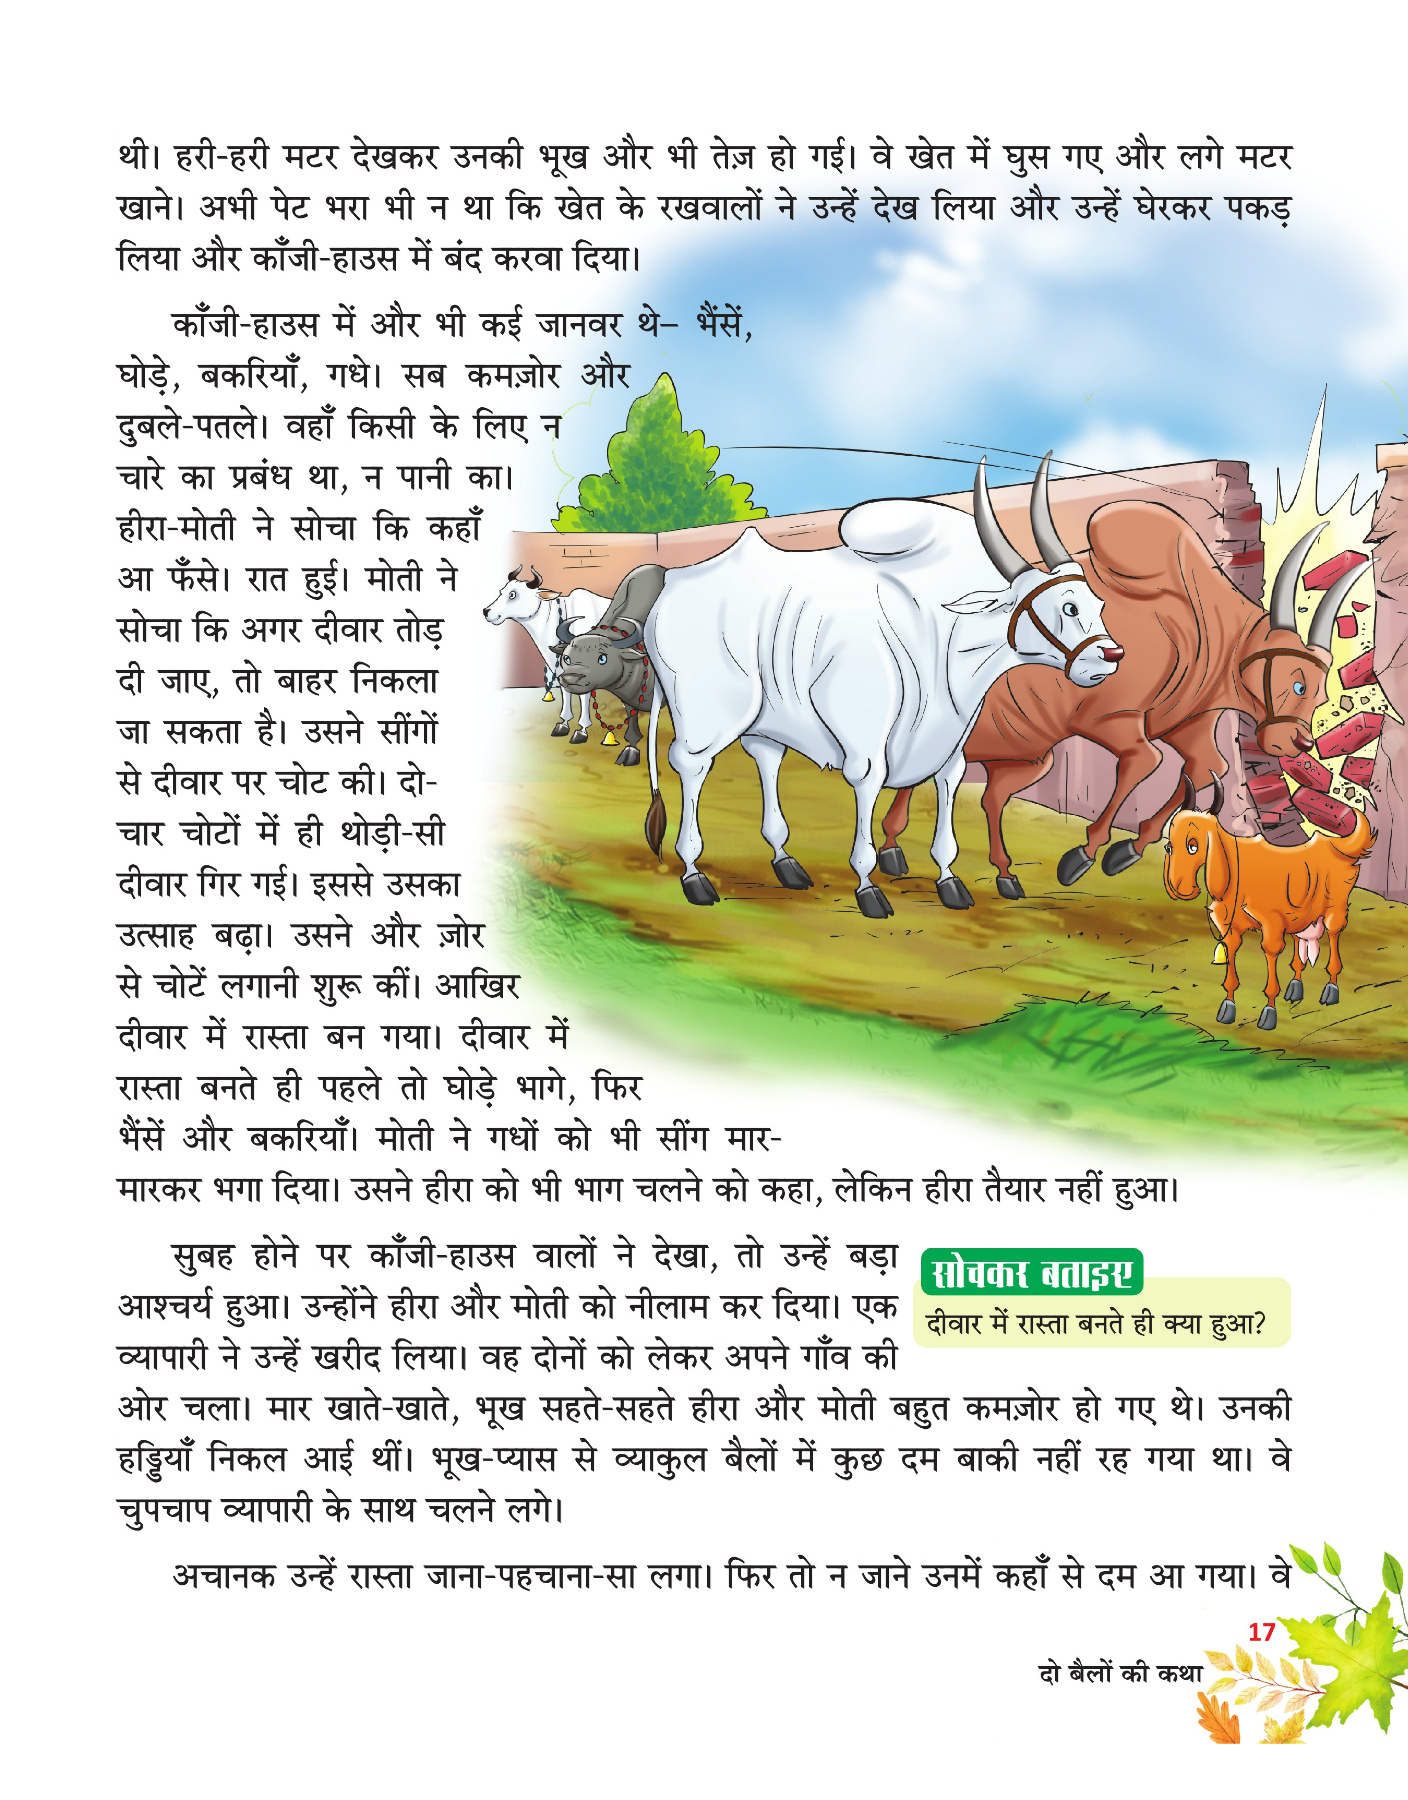 थी। हरी-हरी मटर देखकर उनकी भूख और भी तेज़ हो गई। वे खेत में घुस गए और लगे मटर
खाने। अभी पेट भरा भी न था कि खेत के रखवालों ने उन्हें देख लिया और उन्हें घेरकर पकड़
लिया और काँजी-हाउस में बंद करवा दिया।
काँजी-हाउस में और भी कई जानवर थे– भैंसें,
घोड़े, बकरियाँ, गधे। सब कमज़ोर और
दुबले-पतले। वहाँ किसी के लिए न
चारे का प्रबंध था, न पानी का।
हीरा-मोती ने सोचा कि कहाँ
आ फँसे। रात हुई। मोती ने
सोचा कि अगर दीवार तोड़
दी जाए, तो बाहर निकला
जा सकता है। उसने सींगों
से दीवार पर चोट की। दो-
चार चोटों में ही थोड़ी-सी
दीवार गिर गई। इससे उसका
उत्साह बढ़ा। उसने और ज़ोर
से चोटें लगानी शुरू कीं। आखिर
दीवार में रास्ता बन गया। दीवार में
रास्ता बनते ही पहले तो घोड़े भागे, फिर
भैंसें और बकरियाँ। मोती ने गधों को भी सींग मार-
मारकर भगा दिया। उसने हीरा को भी भाग चलने को कहा, लेकिन हीरा तैयार नहीं हुआ।
सुबह होने पर काँजी-हाउस वालों ने देखा, तो उन्हें बड़ा
आश्चर्य हुआ। उन्होंने हीरा और मोती को नीलाम कर दिया। एक
व्यापारी ने उन्हें खरीद लिया। वह दोनों को लेकर अपने गाँव की
ओर चला। मार खाते-खाते, भूख सहते-सहते हीरा और मोती बहुत कमज़ोर हो गए थे। उनकी
हड्डियाँ निकल आई थीं। भूख-प्यास से व्याकुल बैलों में कुछ दम बाकी नहीं रह गया था। वे
चुपचाप व्यापारी के साथ चलने लगे।
सोचकर बताइए
दीवार में रास्ता बनते ही क्या हुआ?
अचानक उन्हें रास्ता जाना-पहचाना-सा लगा। फिर तो न जाने उनमें कहाँ से दम आ गया। वे
17
दो बैलों की कथा